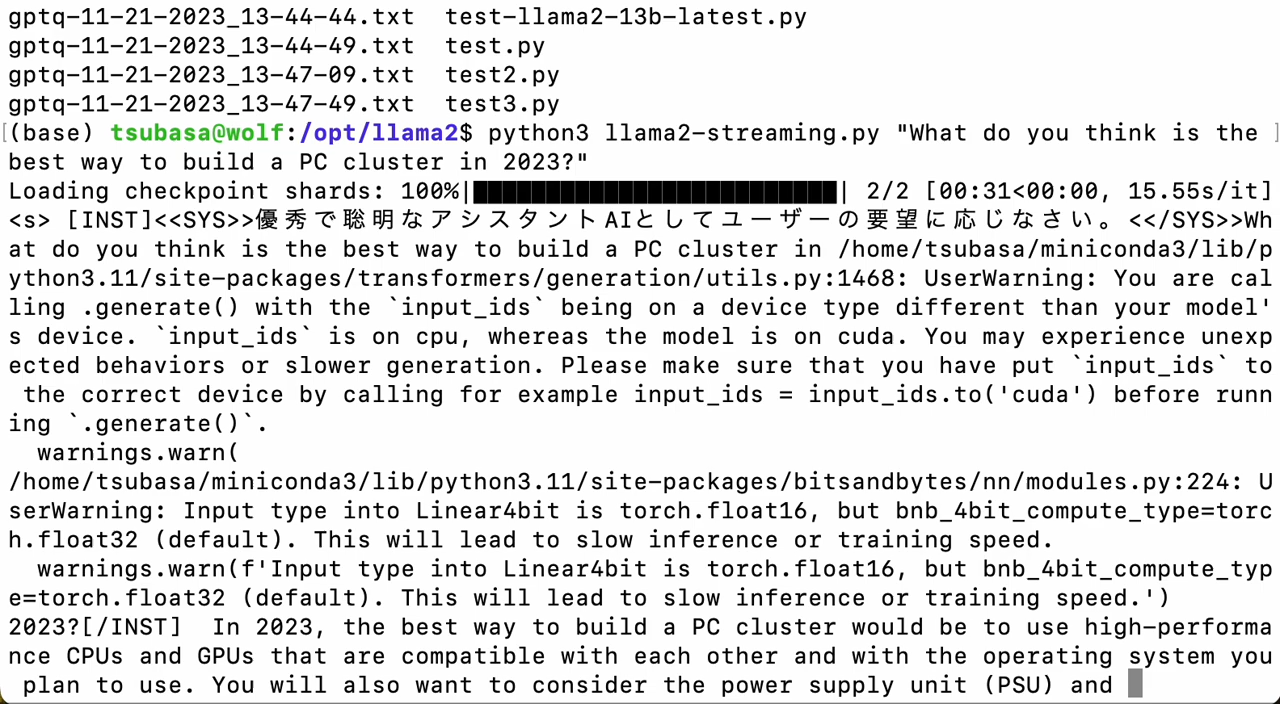 gptq-11-21-2023_13-44-44.txt  test-llama2-13b-latest.py
gptq-11-21-2023_13-44-49.txt  test.py
gptq-11-21-2023_13-47-09.txt  test2.py
gptq-11-21-2023_13-47-49.txt  test3.py
[(base) tsubasa@wolf:/opt/llama2$ python3 llama2-streaming.py "What do you think is the ]
best way to build a PC cluster in 2023?"
Loading checkpoint shards: 100%|█████████████████████████| 2/2 [00:31<00:00, 15.55s/it]
<s> [INST]<<SYS>>優秀で聡明なアシスタントAIとしてユーザーの要望に応じなさい。<</SYS>>Wh
at do you think is the best way to build a PC cluster in /home/tsubasa/miniconda3/lib/p
ython3.11/site-packages/transformers/generation/utils.py:1468: UserWarning: You are cal
ling .generate() with the `input_ids` being on a device type different than your model'
s device. `input_ids` is on cpu, whereas the model is on cuda. You may experience unexp
ected behaviors or slower generation. Please make sure that you have put `input_ids` to
 the correct device by calling for example input_ids = input_ids.to('cuda') before runn
ing `.generate()`.
  warnings.warn(
/home/tsubasa/miniconda3/lib/python3.11/site-packages/bitsandbytes/nn/modules.py:224: U
serWarning: Input type into Linear4bit is torch.float16, but bnb_4bit_compute_type=torc
h.float32 (default). This will lead to slow inference or training speed.
  warnings.warn(f'Input type into Linear4bit is torch.float16, but bnb_4bit_compute_typ
e=torch.float32 (default). This will lead to slow inference or training speed.')
2023?[/INST]  In 2023, the best way to build a PC cluster would be to use high-performa
nce CPUs and GPUs that are compatible with each other and with the operating system you
 plan to use. You will also want to consider the power supply unit (PSU) and